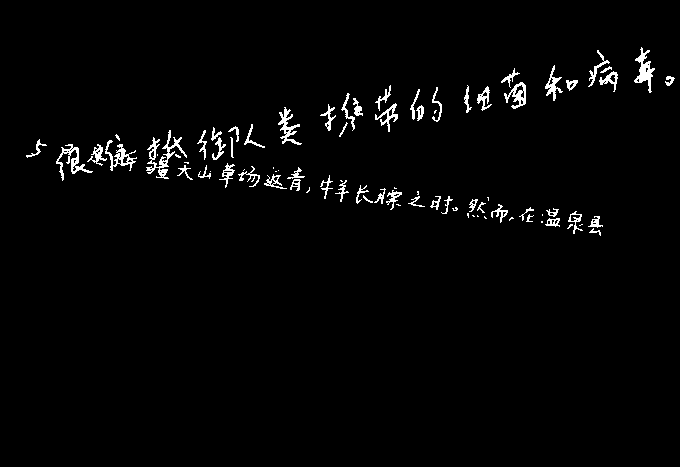 很难抵御人类携带的细菌和病毒。
5 疆天山草场返青,牛羊长膘之时。然而,在温泉县